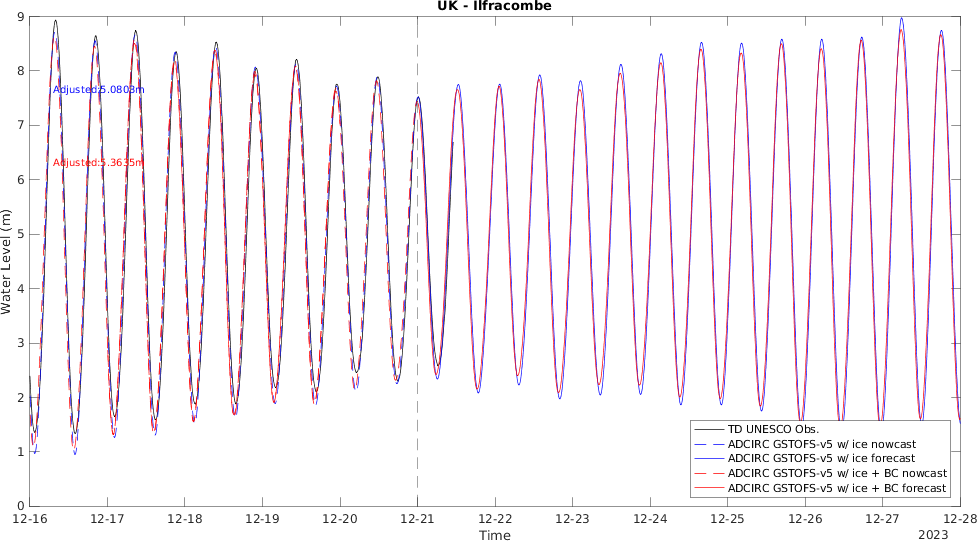 UK - Ilfracombe
9
8
7
6
5
4
3
2
1
0
Water Level (m)
Adjusted:5.0803m
Adjusted:5.3635m
TD UNESCO Obs.
ADCIRC GSTOFS-v5 w/ ice nowcast
ADCIRC GSTOFS-v5 w/ ice forecast
ADCIRC GSTOFS-v5 w/ ice + BC nowcast
ADCIRC GSTOFS-v5 w/ ice + BC forecast
12-16 12-17 12-18 12-19 12-20 12-21 12-22 12-23 12-24 12-25 12-26 12-27 12-28
Time
2023